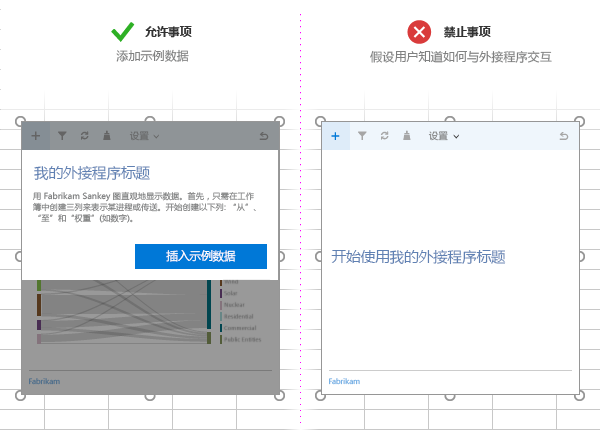 允许事项
添加示例数据
设置
我的外接程序标题
用 Fabrikam Sankey 图直观地显示数据。首先，只需在工作
簿中创建三列来表示某进程或传送。开始创建以下列：“从”、
“至”和“权重”(如数字)。
插入示例数据
Solar
Nuclear
Residential
Commercial
Public Entities
Fabrikam
禁止事项
假设用户知道如何与外接程序交互
设置
开始使用我的外接程序标题
Fabrikam